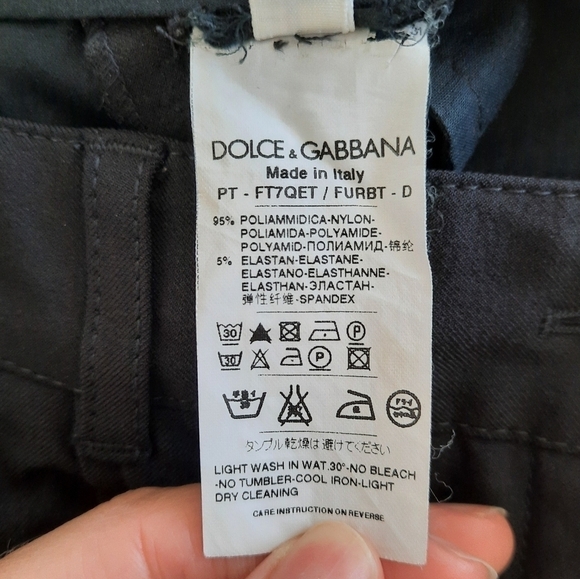 DOLCE & GABBANA
Made in Italy
PT - FT7QET / FURBT - D
95% POLIAMMIDICA-NYLON-
POLIAMIDA-POLYAMIDE-
POLYAMiD-ПОЛИАМИД-锦纶
5% ELASTAN-ELASTANE-
ELASTANO-ELASTHANNE-
ELASTHAN-ЭЛАСТАН-
弹性纤维-SPANDEX
30 P
30 P
タンブル乾燥は避けてください
LIGHT WASH IN WAT.30°-NO BLEACH
-NO TUMBLER-COOL IRON-LIGHT
DRY CLEANING
CARE INSTRUCTION ON REVERSE